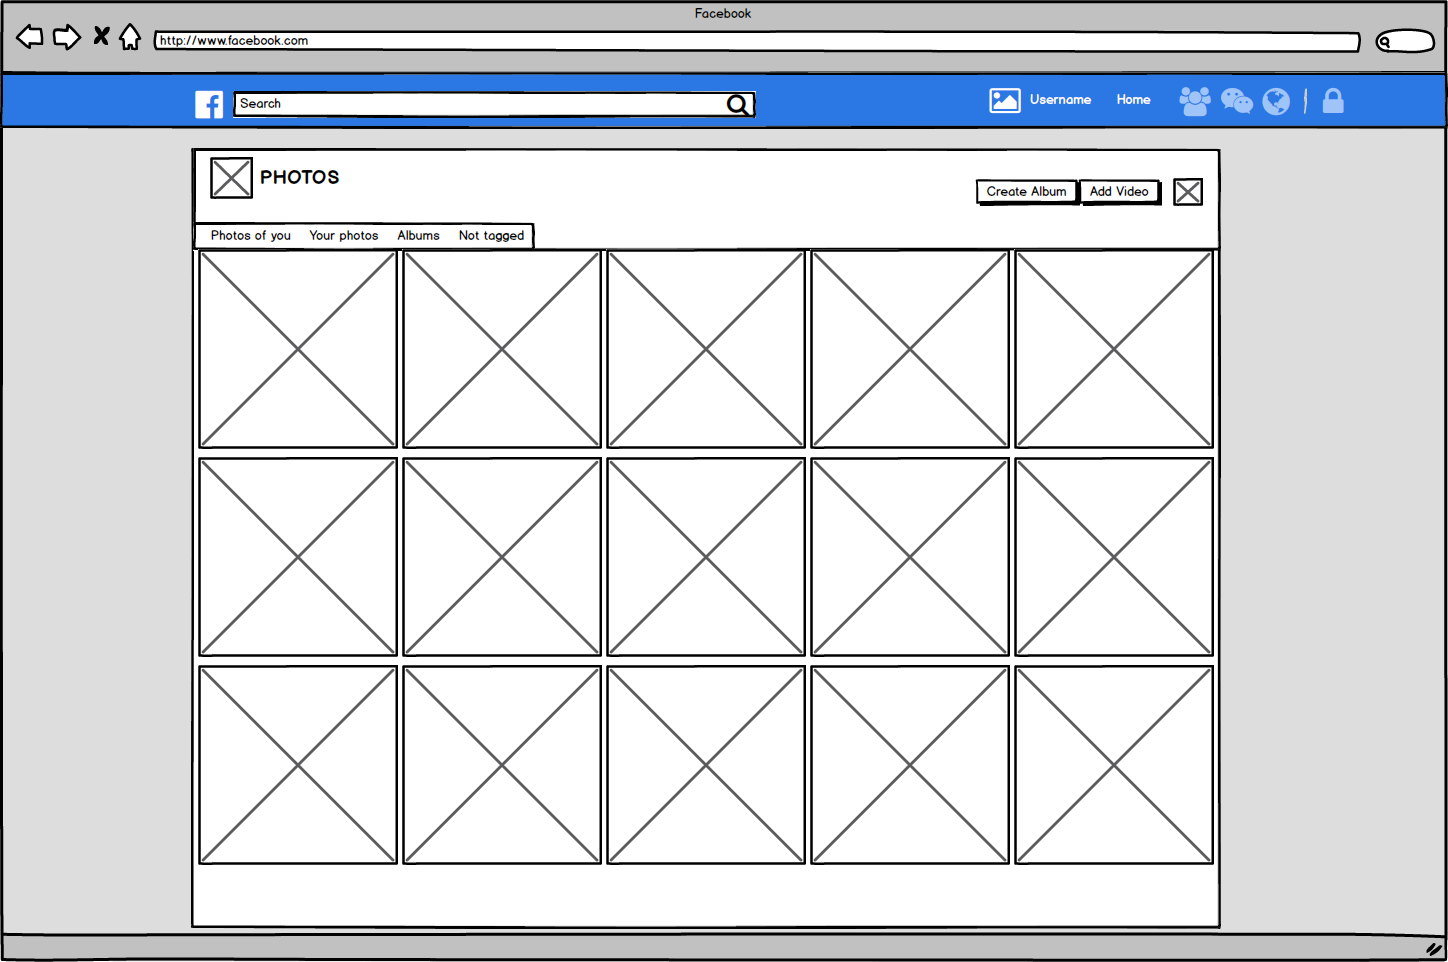 Facebook
http://www.facebook.com
Search
Username Home
PHOTOS
Create Album Add Video
Photos of you Your photos Albums Not tagged